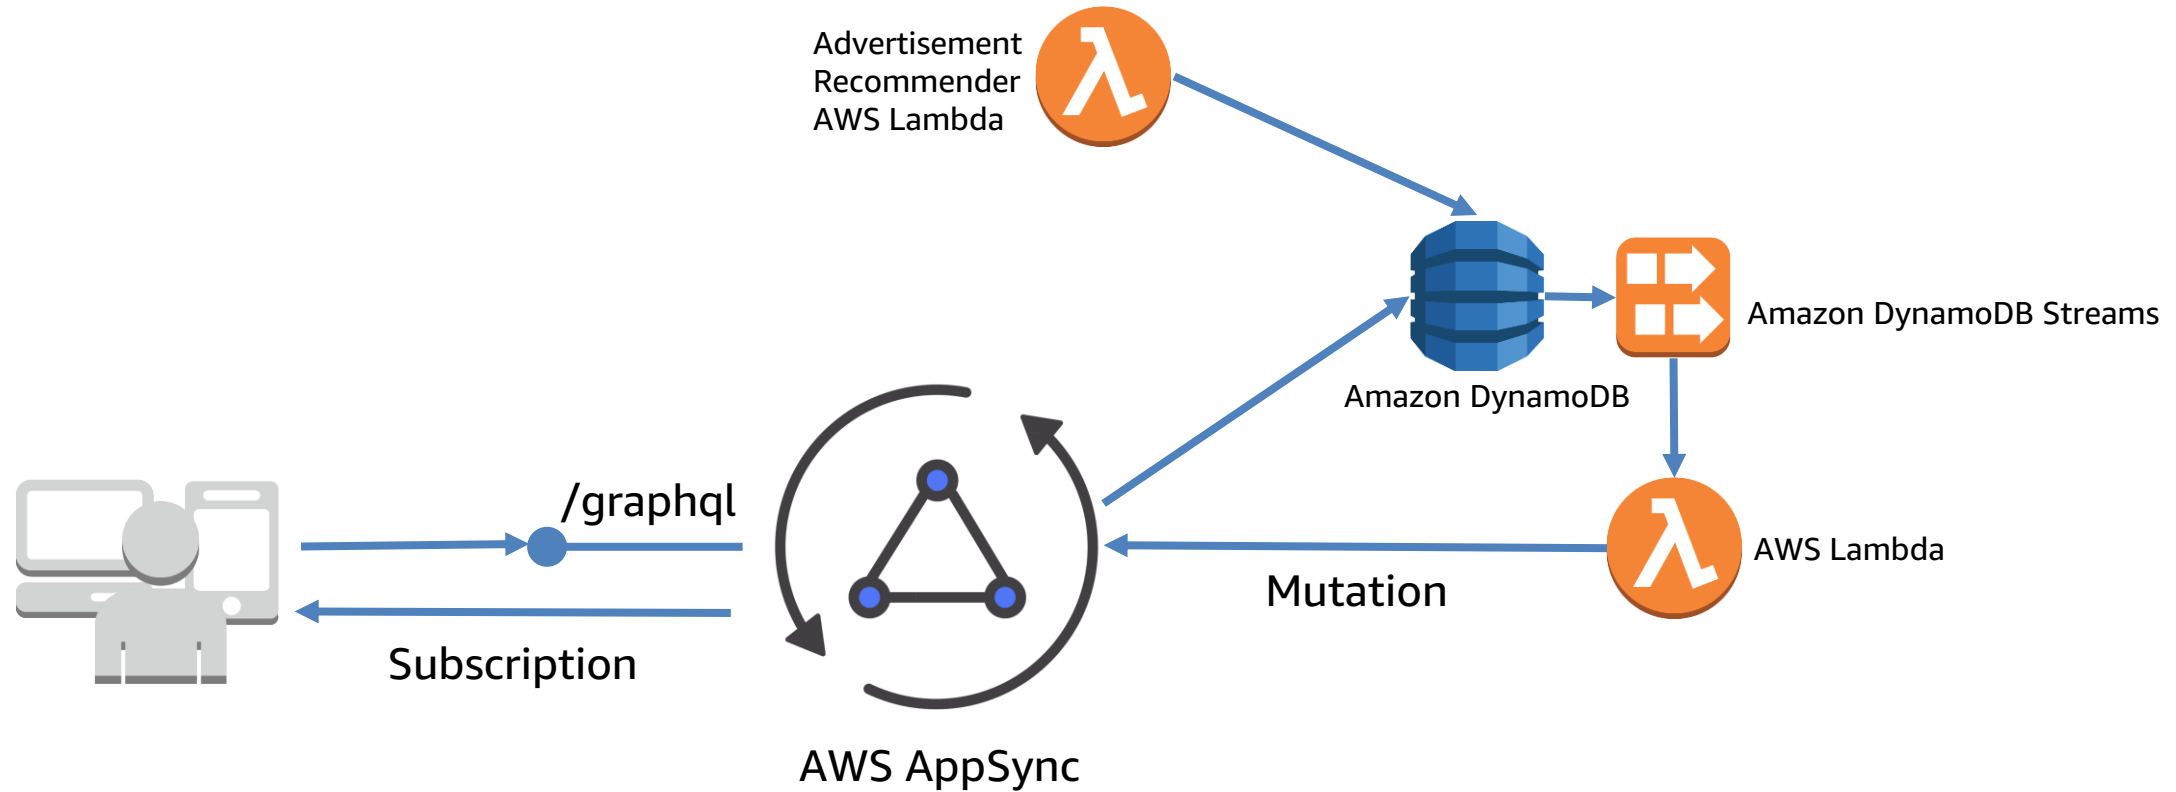 Advertisement
Recommender
AWS Lambda
Amazon DynamoDB Streams
Amazon DynamoDB
/graphql
AWS Lambda
Mutation
Subscription
AWS AppSync